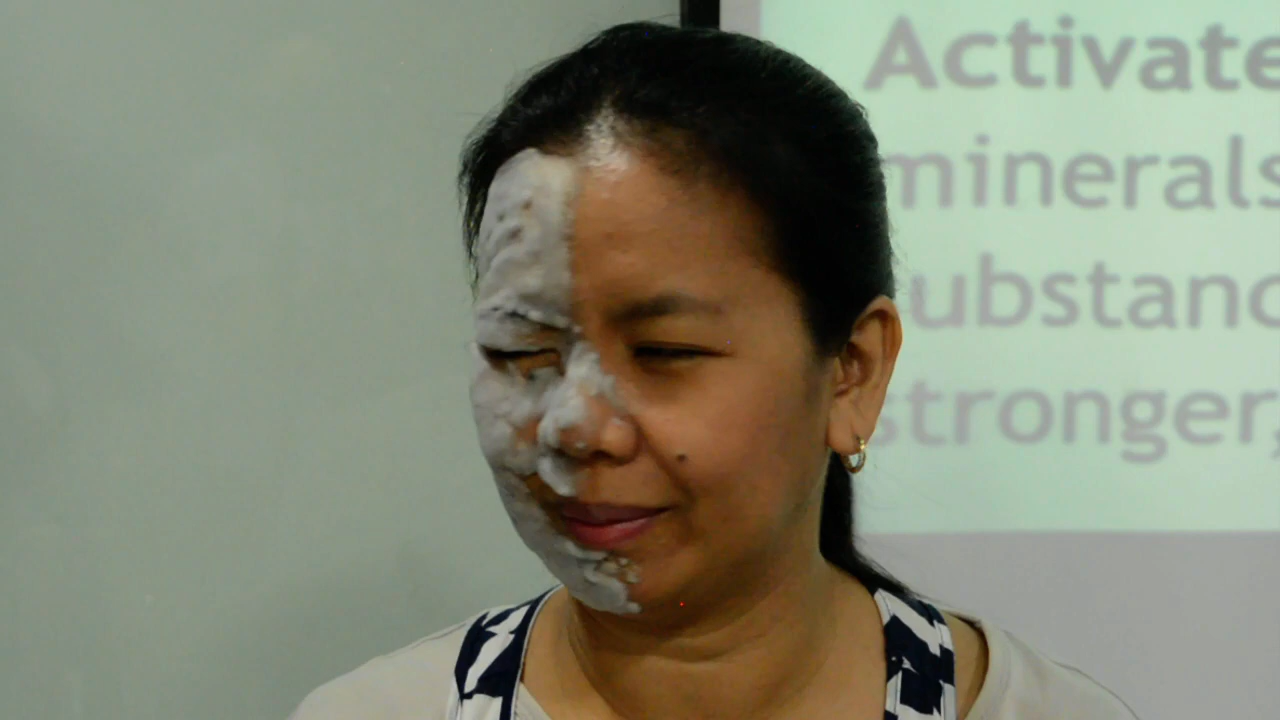 Activate
minerals
ubstanc
stronger,